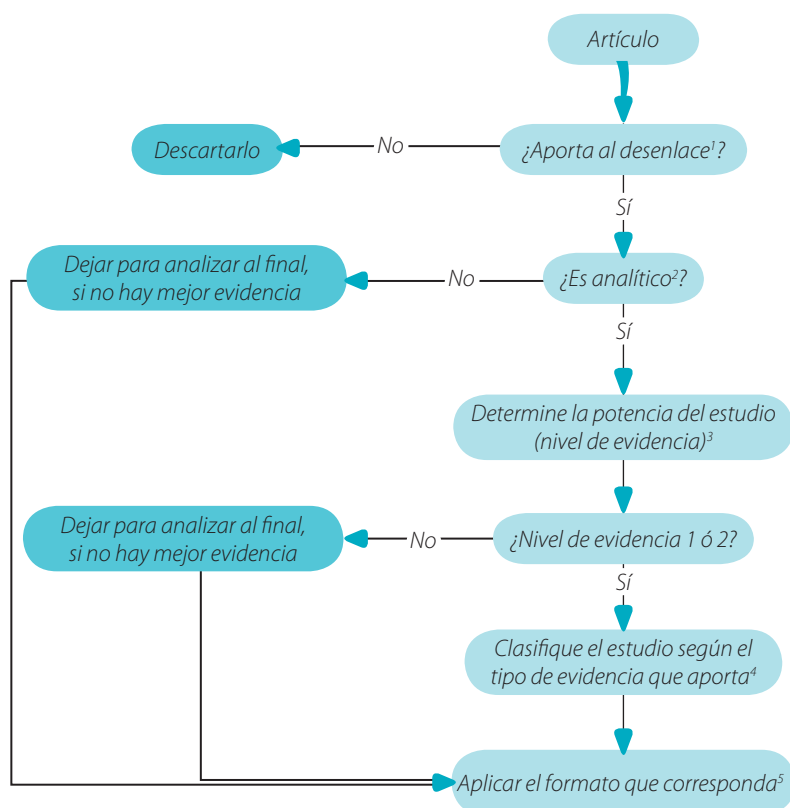 Artículo
Descartarlo
No
¿Aporta al desenlace¹?
Sí
Dejar para analizar al final,
si no hay mejor evidencia
No
¿Es analítico²?
Sí
Determine la potencia del estudio
(nivel de evidencia)³
Dejar para analizar al final,
si no hay mejor evidencia
No
¿Nivel de evidencia 1 ó 2?
Sí
Clasifique el estudio según el
tipo de evidencia que aporta⁴
Aplicar el formato que corresponda⁵